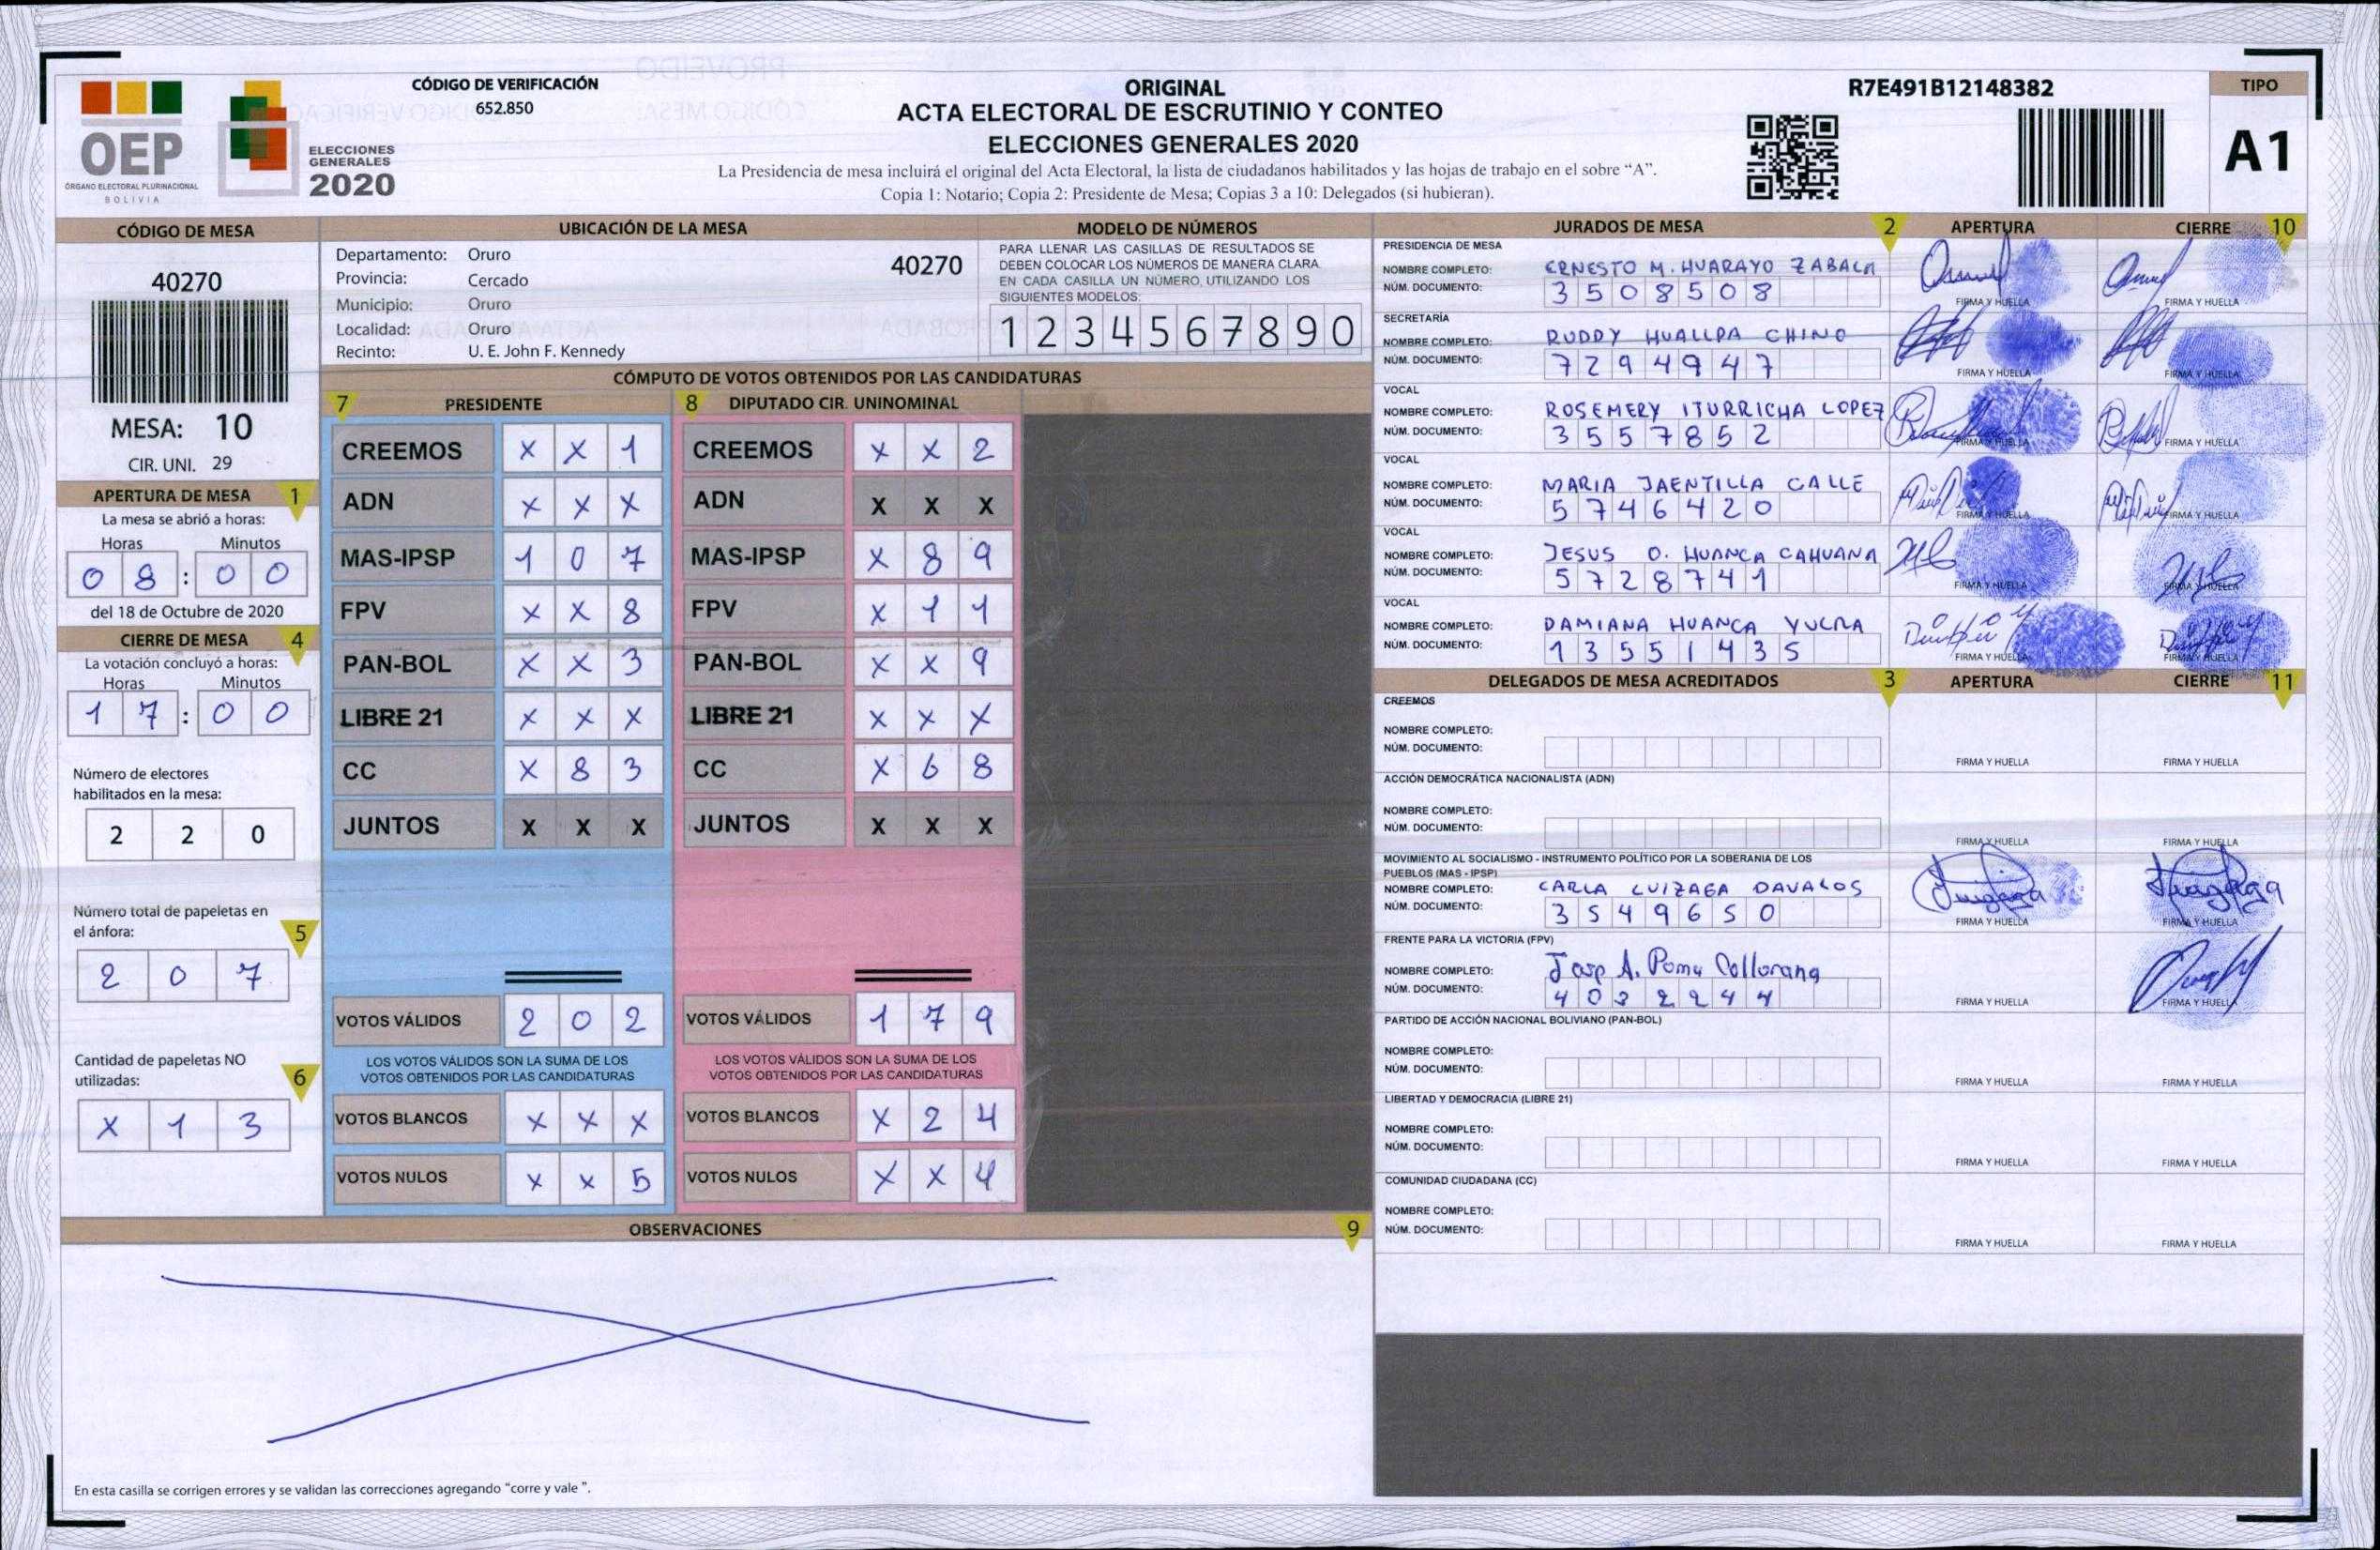 OEP
ÓRGANO ELECTORAL PLURINACIONAL
BOLIVIA
ELECCIONES
GENERALES
2020
CÓDIGO DE VERIFICACIÓN
652.850
ORIGINAL
ACTA ELECTORAL DE ESCRUTINIO Y CONTEO
ELECCIONES GENERALES 2020
La Presidencia de mesa incluirá el original del Acta Electoral, la lista de ciudadanos habilitados y las hojas de trabajo en el sobre “A”.
Copia 1: Notario; Copia 2: Presidente de Mesa; Copias 3 a 10: Delegados (si hubieran).
R7E491B12148382
TIPO
A1
CÓDIGO DE MESA
40270
MESA: 10
CIR. UNI. 29
APERTURA DE MESA 1
La mesa se abrió a horas:
Horas Minutos
0 8 : 0 0
del 18 de Octubre de 2020
CIERRE DE MESA 4
La votación concluyó a horas:
Horas Minutos
1 7 : 0 0
Número de electores
habilitados en la mesa:
2 2 0
Número total de papeletas en
el ánfora: 5
2 0 7
Cantidad de papeletas NO
utilizadas: 6
X 1 3
UBICACIÓN DE LA MESA
Departamento: Oruro
Provincia: Cercado
Municipio: Oruro
Localidad: Oruro
Recinto: U. E. John F. Kennedy
40270
MODELO DE NÚMEROS
PARA LLENAR LAS CASILLAS DE RESULTADOS SE
DEBEN COLOCAR LOS NÚMEROS DE MANERA CLARA
EN CADA CASILLA UN NÚMERO, UTILIZANDO LOS
SIGUIENTES MODELOS:
1 2 3 4 5 6 7 8 9 0
CÓMPUTO DE VOTOS OBTENIDOS POR LAS CANDIDATURAS
7 PRESIDENTE 8 DIPUTADO CIR. UNINOMINAL
CREEMOS X X 1 CREEMOS X X 2
ADN X X X ADN X X X
MAS-IPSP 1 0 7 MAS-IPSP X 8 9
FPV X X 8 FPV X 1 1
PAN-BOL X X 3 PAN-BOL X X 9
LIBRE 21 X X X LIBRE 21 X X X
CC X 8 3 CC X 6 8
JUNTOS X X X JUNTOS X X X
VOTOS VÁLIDOS 2 0 2 VOTOS VÁLIDOS 1 7 9
LOS VOTOS VÁLIDOS SON LA SUMA DE LOS LOS VOTOS VÁLIDOS SON LA SUMA DE LOS
VOTOS OBTENIDOS POR LAS CANDIDATURAS VOTOS OBTENIDOS POR LAS CANDIDATURAS
VOTOS BLANCOS X X X VOTOS BLANCOS X 2 4
VOTOS NULOS X X 5 VOTOS NULOS X X 4
OBSERVACIONES 9
En esta casilla se corrigen errores y se validan las correcciones agregando “corre y vale ”.
JURADOS DE MESA 2 APERTURA CIERRE 10
PRESIDENCIA DE MESA
NOMBRE COMPLETO: ERNESTO M. HUARAYO ZABALA
NÚM. DOCUMENTO: 3508508
FIRMA Y HUELLA FIRMA Y HUELLA
SECRETARÍA
NOMBRE COMPLETO: RUDDY HUALLPA CHINO
NÚM. DOCUMENTO: 7294947
FIRMA Y HUELLA FIRMA Y HUELLA
VOCAL
NOMBRE COMPLETO: ROSEMERY ITURRICHA LOPEZ
NÚM. DOCUMENTO: 3557852
FIRMA Y HUELLA FIRMA Y HUELLA
VOCAL
NOMBRE COMPLETO: MARIA JAENTILLA CALLE
NÚM. DOCUMENTO: 5746420
FIRMA Y HUELLA FIRMA Y HUELLA
VOCAL
NOMBRE COMPLETO: JESUS O. HUANCA CAHUANA
NÚM. DOCUMENTO: 5728741
FIRMA Y HUELLA FIRMA Y HUELLA
VOCAL
NOMBRE COMPLETO: DAMIANA HUANCA YUCRA
NÚM. DOCUMENTO: 13551435
FIRMA Y HUELLA FIRMA Y HUELLA
DELEGADOS DE MESA ACREDITADOS 3 APERTURA CIERRE 11
CREEMOS
NOMBRE COMPLETO:
NÚM. DOCUMENTO:
FIRMA Y HUELLA FIRMA Y HUELLA
ACCIÓN DEMOCRÁTICA NACIONALISTA (ADN)
NOMBRE COMPLETO:
NÚM. DOCUMENTO:
FIRMA Y HUELLA FIRMA Y HUELLA
MOVIMIENTO AL SOCIALISMO - INSTRUMENTO POLÍTICO POR LA SOBERANIA DE LOS
PUEBLOS (MAS - IPSP)
NOMBRE COMPLETO: CARLA LUIZAGA DAVALOS
NÚM. DOCUMENTO: 3549650
FIRMA Y HUELLA FIRMA Y HUELLA
FRENTE PARA LA VICTORIA (FPV)
NOMBRE COMPLETO: A. Poma
NÚM. DOCUMENTO: 4032244
FIRMA Y HUELLA FIRMA Y HUELLA
PARTIDO DE ACCIÓN NACIONAL BOLIVIANO (PAN-BOL)
NOMBRE COMPLETO:
NÚM. DOCUMENTO:
FIRMA Y HUELLA FIRMA Y HUELLA
LIBERTAD Y DEMOCRACIA (LIBRE 21)
NOMBRE COMPLETO:
NÚM. DOCUMENTO:
FIRMA Y HUELLA FIRMA Y HUELLA
COMUNIDAD CIUDADANA (CC)
NOMBRE COMPLETO:
NÚM. DOCUMENTO:
FIRMA Y HUELLA FIRMA Y HUELLA